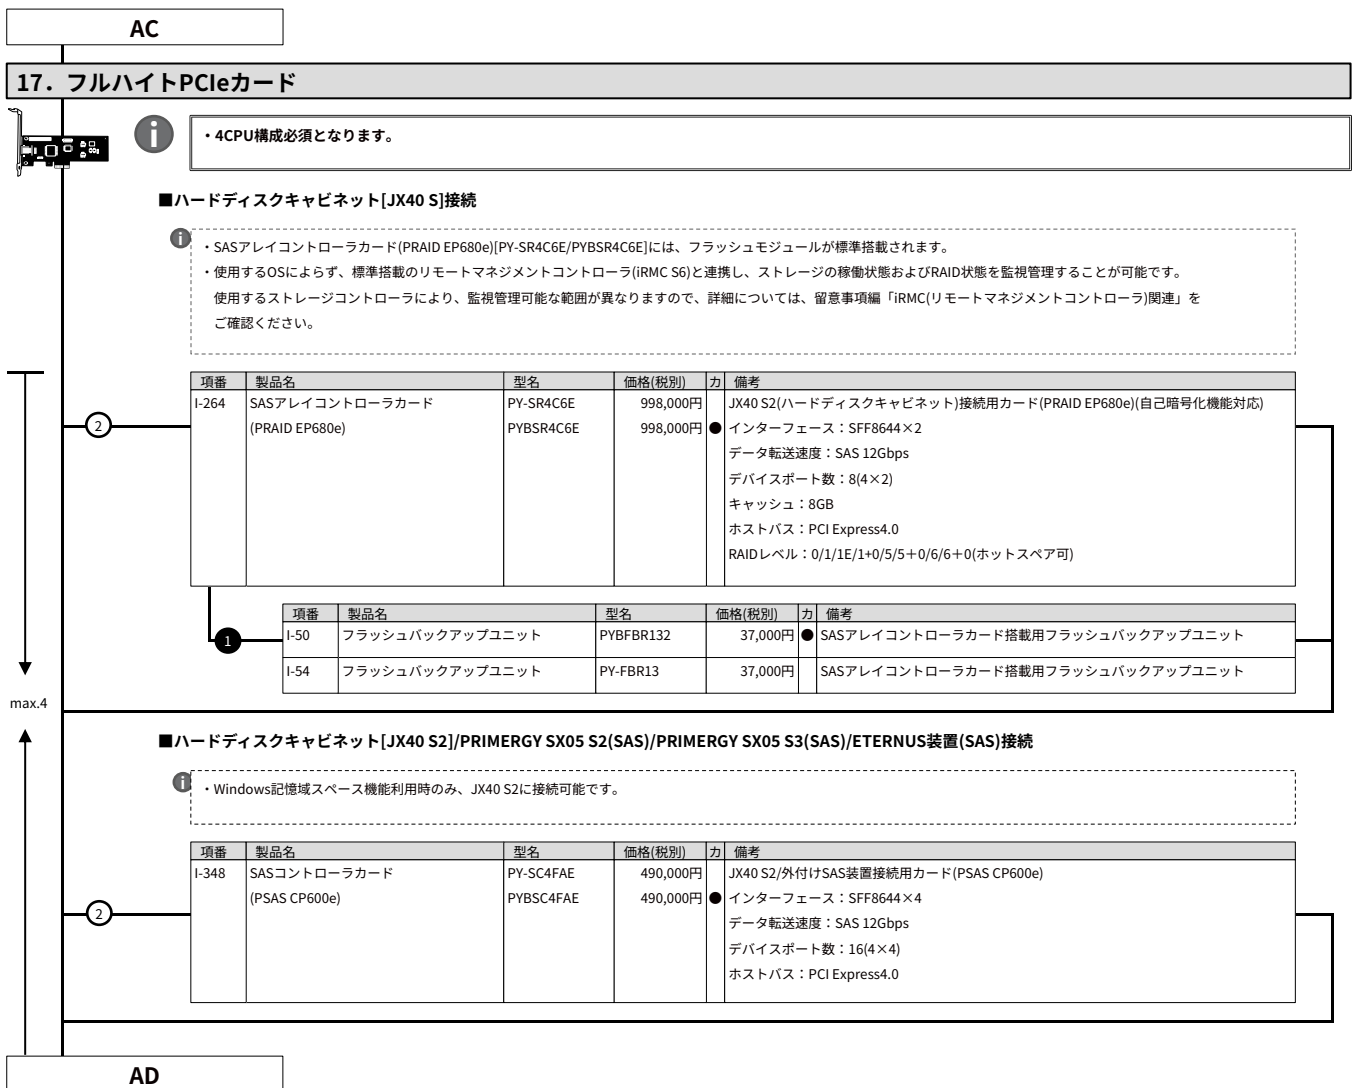 AC
17．フルハイトPCIeカード
・4CPU構成必須となります。
■ハードディスクキャビネット[JX40 S]接続
・SASアレイコントローラカード(PRAID EP680e)[PY-SR4C6E/PYBSR4C6E]には、フラッシュモジュールが標準搭載されます。
・使用するOSによらず、標準搭載のリモートマネジメントコントローラ(iRMC S6)と連携し、ストレージの稼働状態およびRAID状態を監視管理することが可能です。
使用するストレージコントローラにより、監視管理可能な範囲が異なりますので、詳細については、留意事項編「iRMC(リモートマネジメントコントローラ)関連」を
ご確認ください。
項番 製品名 型名 価格(税別) カ 備考
I-264 SASアレイコントローラカード PY-SR4C6E 998,000円 JX40 S2(ハードディスクキャビネット)接続用カード(PRAID EP680e)(自己暗号化機能対応)
2 (PRAID EP680e) PYBSR4C6E 998,000円 ● インターフェース：SFF8644×2
データ転送速度：SAS 12Gbps
デバイスポート数：8(4×2)
キャッシュ：8GB
ホストバス：PCI Express4.0
RAIDレベル：0/1/1E/1+0/5/5＋0/6/6＋0(ホットスペア可)
項番 製品名 型名 価格(税別) カ 備考
1 I-50 フラッシュバックアップユニット PYBFBR132 37,000円 ● SASアレイコントローラカード搭載用フラッシュバックアップユニット
I-54 フラッシュバックアップユニット PY-FBR13 37,000円 SASアレイコントローラカード搭載用フラッシュバックアップユニット
max.4
■ハードディスクキャビネット[JX40 S2]/PRIMERGY SX05 S2(SAS)/PRIMERGY SX05 S3(SAS)/ETERNUS装置(SAS)接続
・Windows記憶域スペース機能利用時のみ、JX40 S2に接続可能です。
項番 製品名 型名 価格(税別) カ 備考
I-348 SASコントローラカード PY-SC4FAE 490,000円 JX40 S2/外付けSAS装置接続用カード(PSAS CP600e)
2 (PSAS CP600e) PYBSC4FAE 490,000円 ● インターフェース：SFF8644×4
データ転送速度：SAS 12Gbps
デバイスポート数：16(4×4)
ホストバス：PCI Express4.0
AD